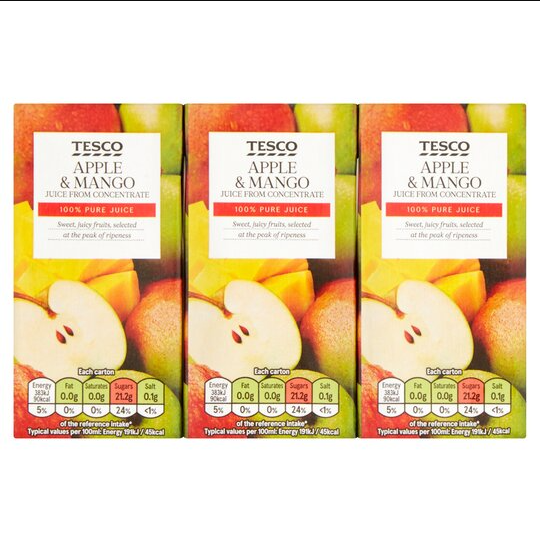 TESCO
APPLE
& MANGO
JUICE FROM CONCENTRATE
100% PURE JUICE
Sweet, juicy fruits, selected
at the peak of ripeness
Each carton
Energy Fat Saturates Sugars Salt
383kJ 90kcal 0.0g 0.0g 21.2g 0.1g
5% 0% 0% 24% <1%
of the reference intake*
Typical values per 100ml: Energy 191kJ / 45kcal
TESCO
APPLE
& MANGO
JUICE FROM CONCENTRATE
100% PURE JUICE
Sweet, juicy fruits, selected
at the peak of ripeness
Each carton
Energy Fat Saturates Sugars Salt
383kJ 90kcal 0.0g 0.0g 21.2g 0.1g
5% 0% 0% 24% <1%
of the reference intake*
Typical values per 100ml: Energy 191kJ / 45kcal
TESCO
APPLE
& MANGO
JUICE FROM CONCENTRATE
100% PURE JUICE
Sweet, juicy fruits, selected
at the peak of ripeness
Each carton
Energy Fat Saturates Sugars Salt
383kJ 90kcal 0.0g 0.0g 21.2g 0.1g
5% 0% 0% 24% <1%
of the reference intake*
Typical values per 100ml: Energy 191kJ / 45kcal